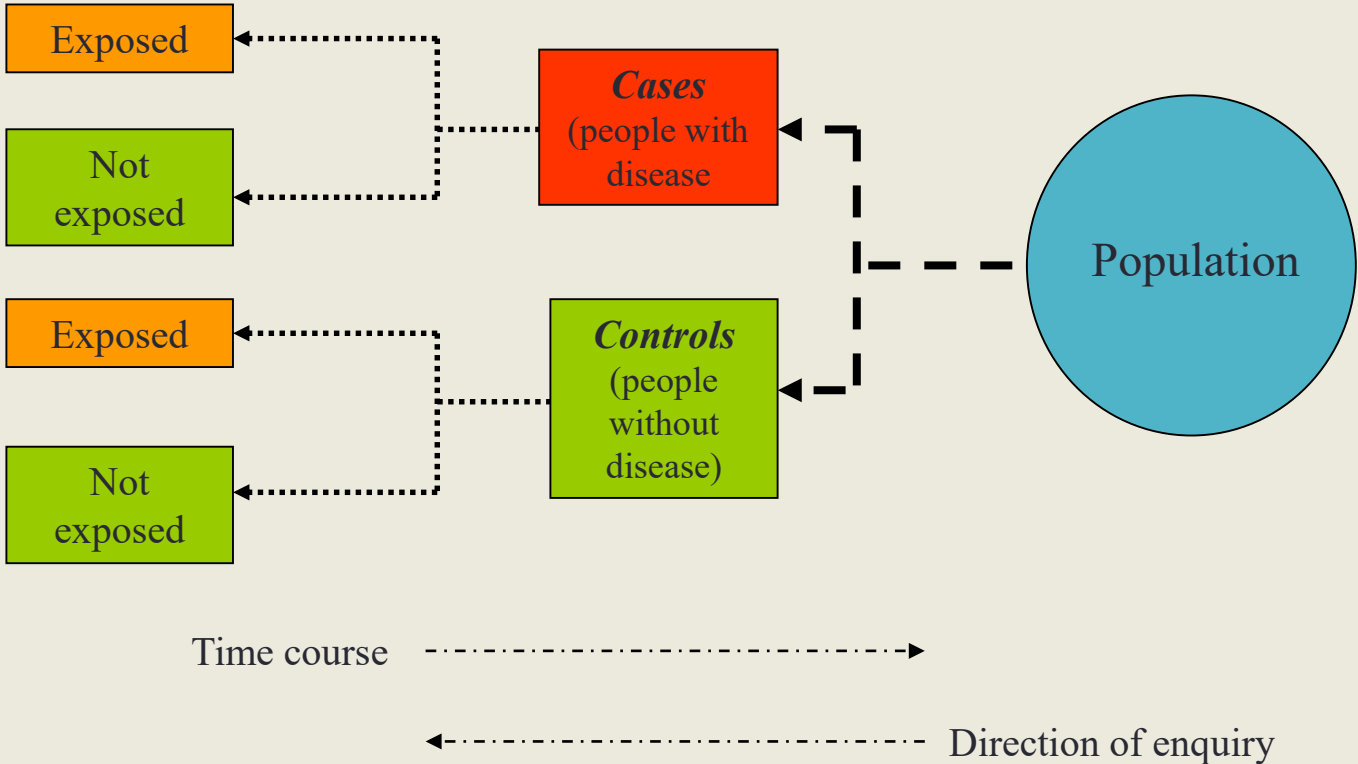 Exposed
Not
exposed
Exposed
Not
exposed
Cases
(people with
disease
Controls
(people
without
disease)
Population
Time course
Direction of enquiry